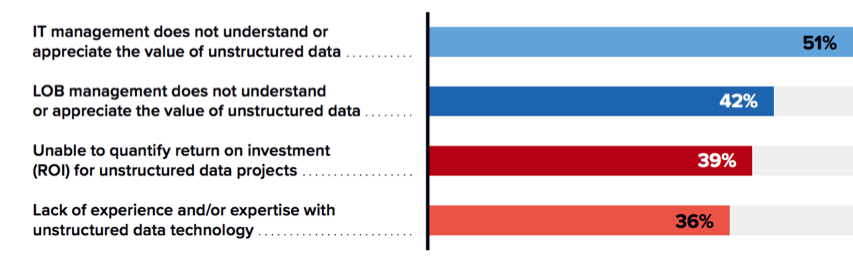 IT management does not understand or
appreciate the value of unstructured data ........... 51%
LOB management does not understand
or appreciate the value of unstructured data ........ 42%
Unable to quantify return on investment
(ROI) for unstructured data projects .................. 39%
Lack of experience and/or expertise with
unstructured data technology ......................... 36%